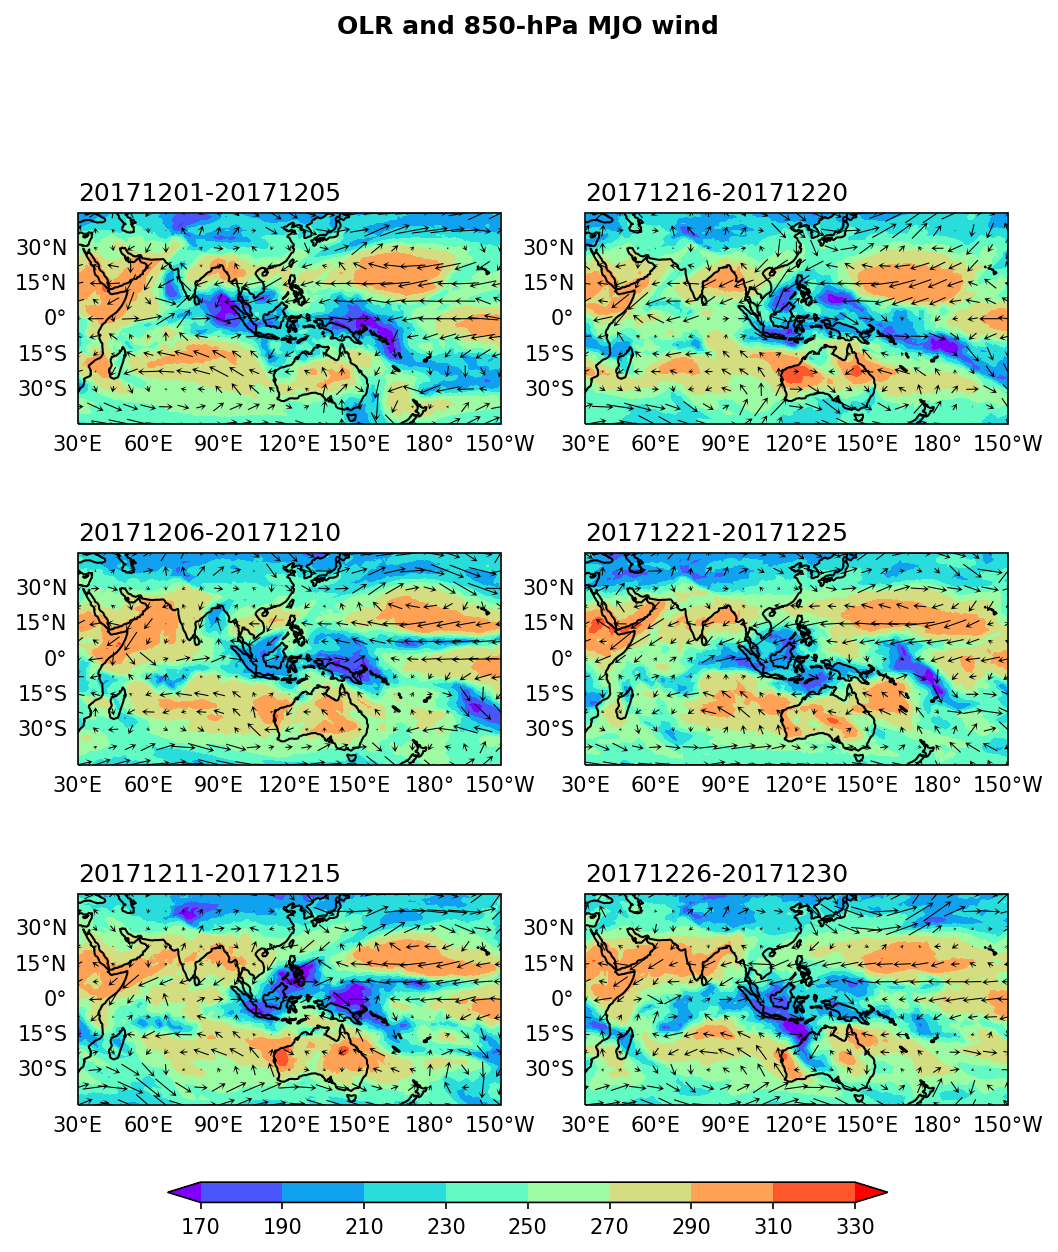 OLR and 850-hPa MJO wind
20171201-20171205
30°N
15°N
0°
15°S
30°S
30°E 60°E 90°E 120°E 150°E 180° 150°W
20171216-20171220
30°N
15°N
0°
15°S
30°S
30°E 60°E 90°E 120°E 150°E 180° 150°W
20171206-20171210
30°N
15°N
0°
15°S
30°S
30°E 60°E 90°E 120°E 150°E 180° 150°W
20171221-20171225
30°N
15°N
0°
15°S
30°S
30°E 60°E 90°E 120°E 150°E 180° 150°W
20171211-20171215
30°N
15°N
0°
15°S
30°S
30°E 60°E 90°E 120°E 150°E 180° 150°W
20171226-20171230
30°N
15°N
0°
15°S
30°S
30°E 60°E 90°E 120°E 150°E 180° 150°W
170 190 210 230 250 270 290 310 330